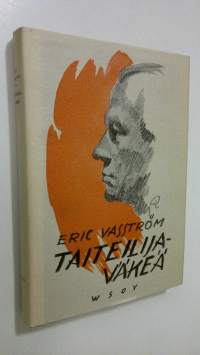 ERIC VASSTRÖM
TAITEILIJA-
VÄKEÄ
WSOY